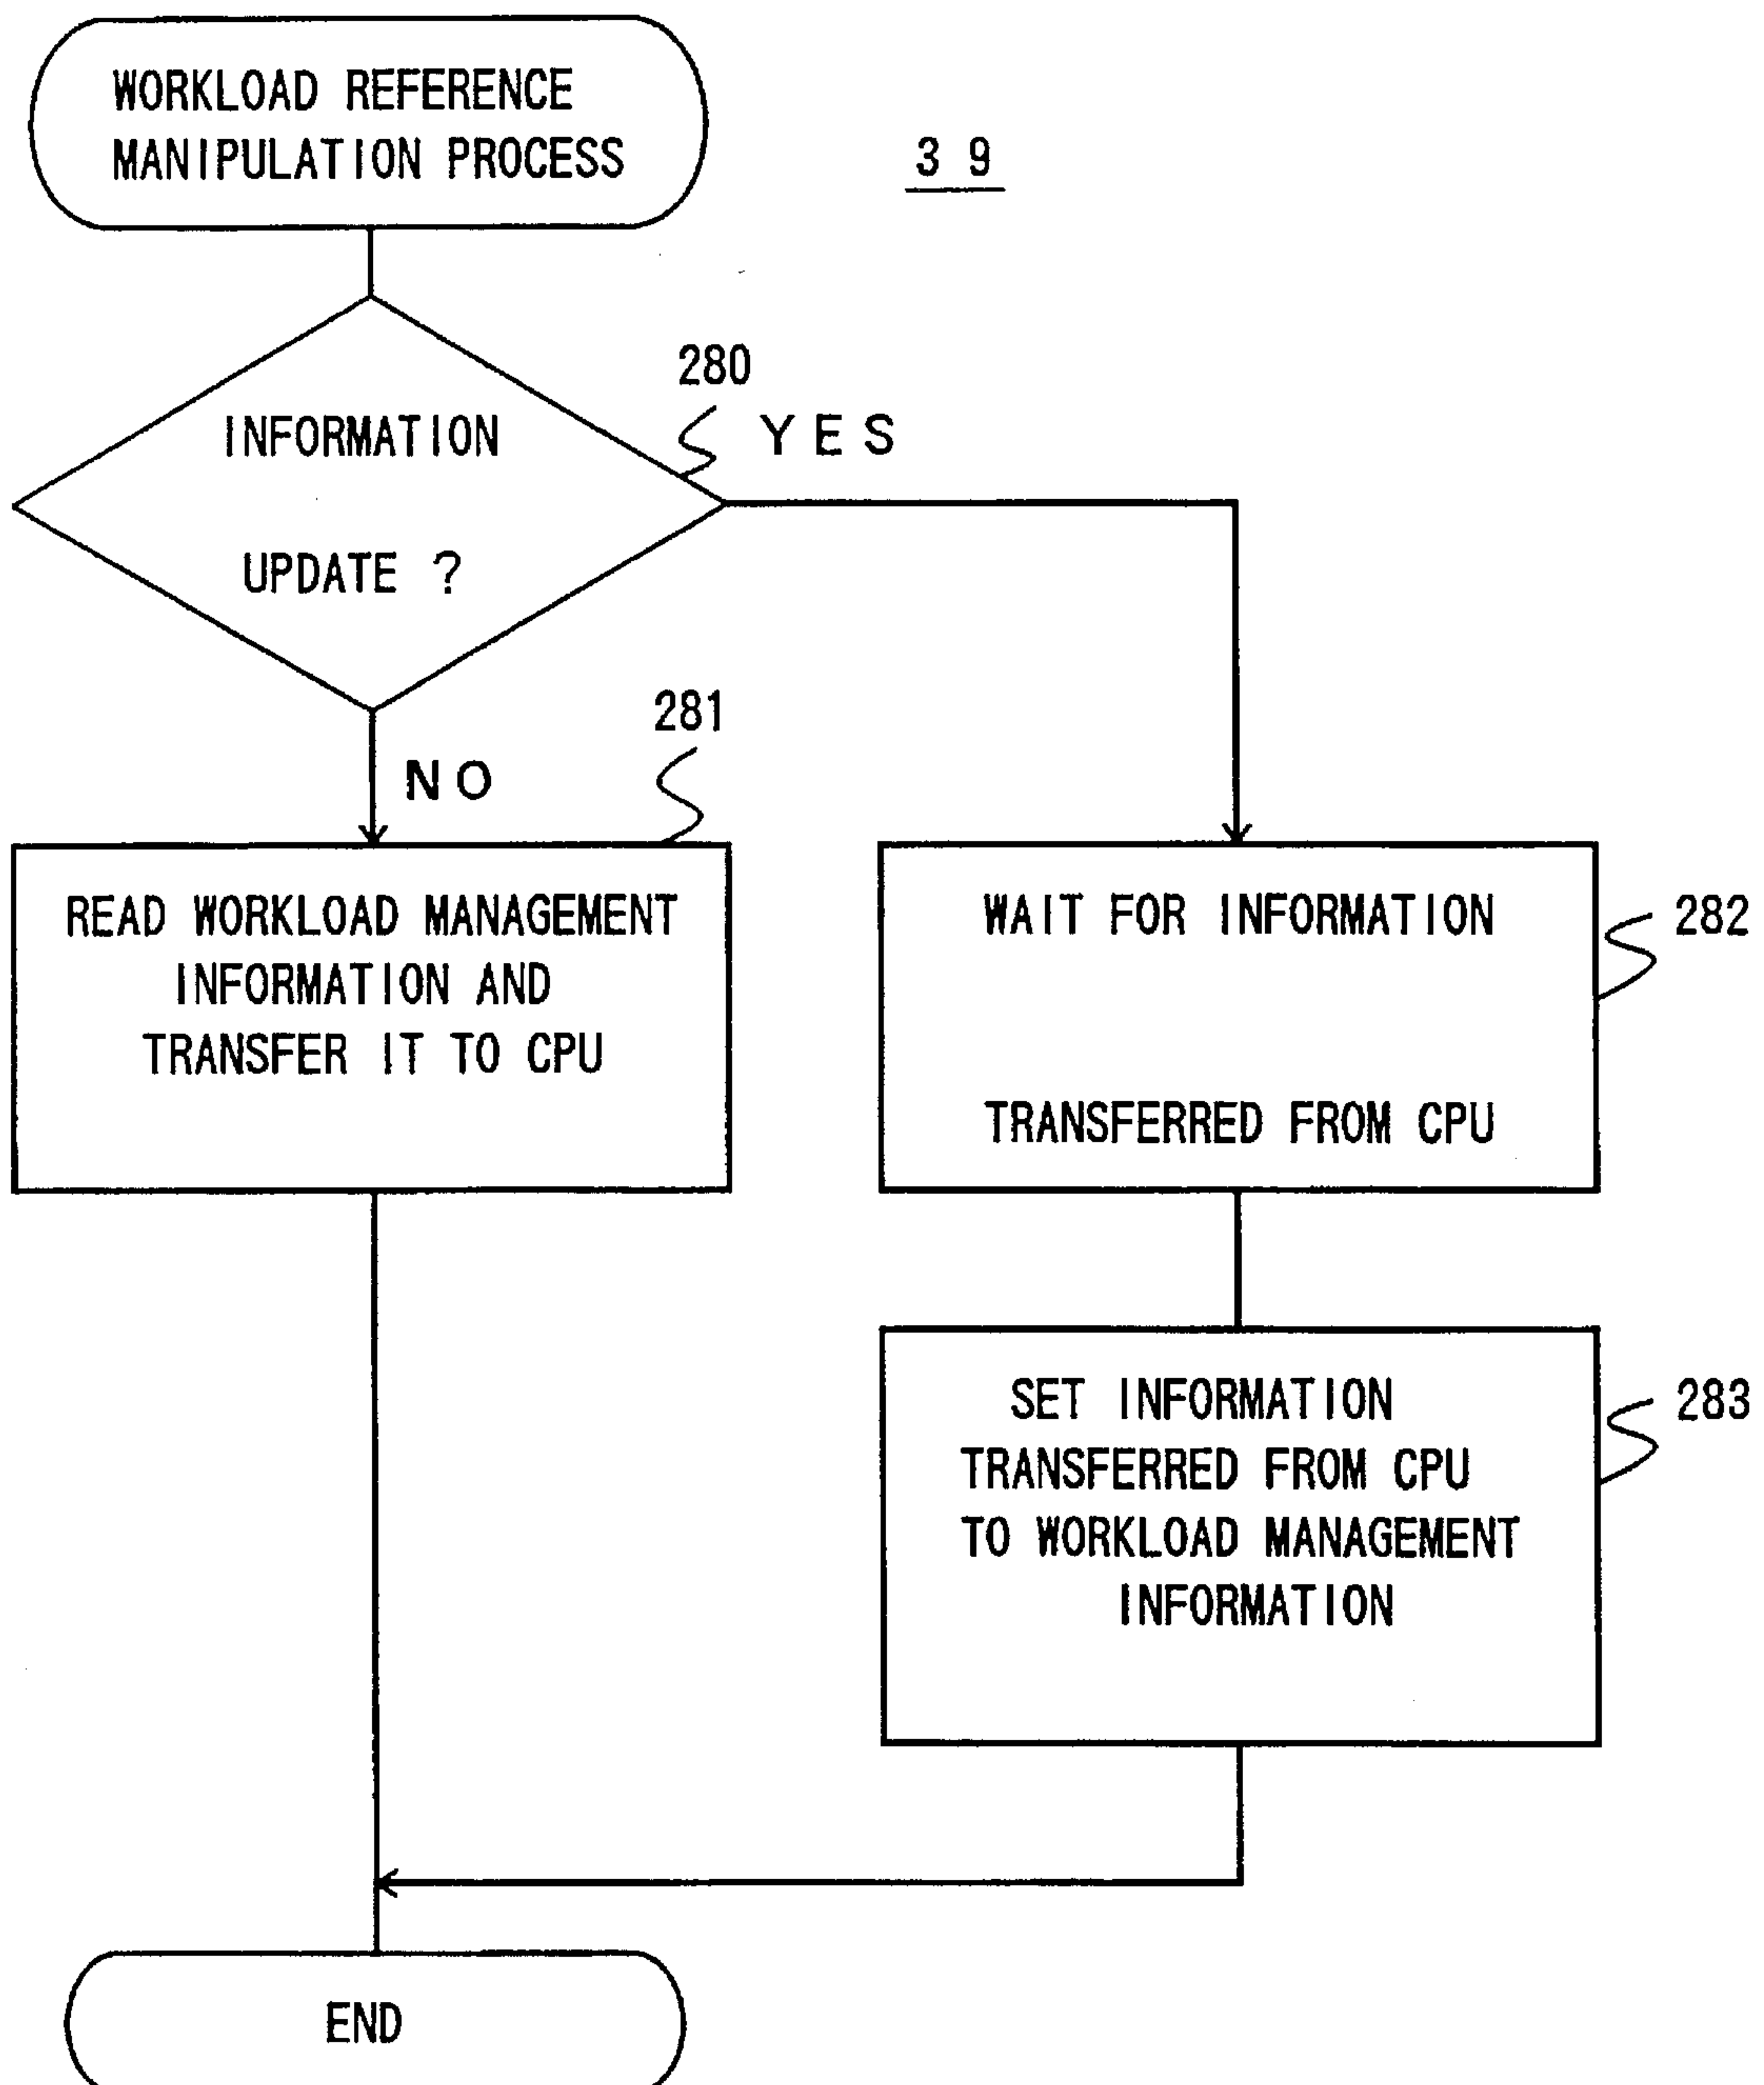 WORKLOAD REFERENCE
MANIPULATION PROCESS
3 9
280
YES
INFORMATION
UPDATE ?
281
NO
READ WORKLOAD MANAGEMENT
INFORMATION AND
TRANSFER IT TO CPU
WAIT FOR INFORMATION
TRANSFERRED FROM CPU
282
SET INFORMATION
TRANSFERRED FROM CPU
TO WORKLOAD MANAGEMENT
INFORMATION
283
END